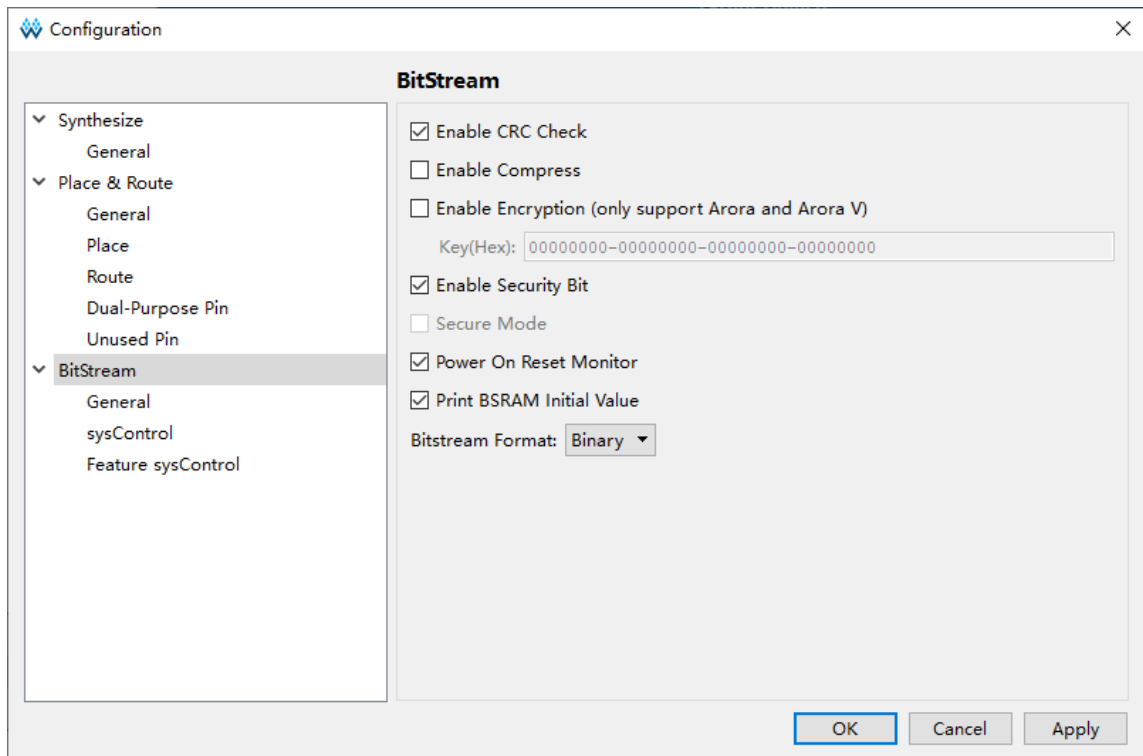 Configuration
BitStream
Synthesize
General
Place & Route
General
Place
Route
Dual-Purpose Pin
Unused Pin
BitStream
General
sysControl
Feature sysControl
Enable CRC Check
Enable Compress
Enable Encryption (only support Arora and Arora V)
Key(Hex): 00000000-00000000-00000000-00000000
Enable Security Bit
Secure Mode
Power On Reset Monitor
Print BSRAM Initial Value
Bitstream Format: Binary
OK Cancel Apply